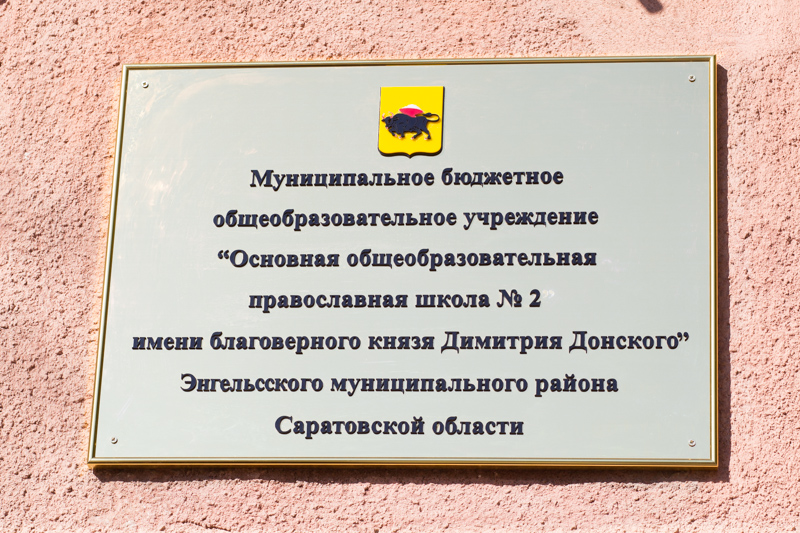 Муниципальное бюджетное
общеобразовательное учреждение
“Основная общеобразовательная
православная школа № 2
имени благоверного князя Димитрия Донского”
Энгельсского муниципального района
Саратовской области